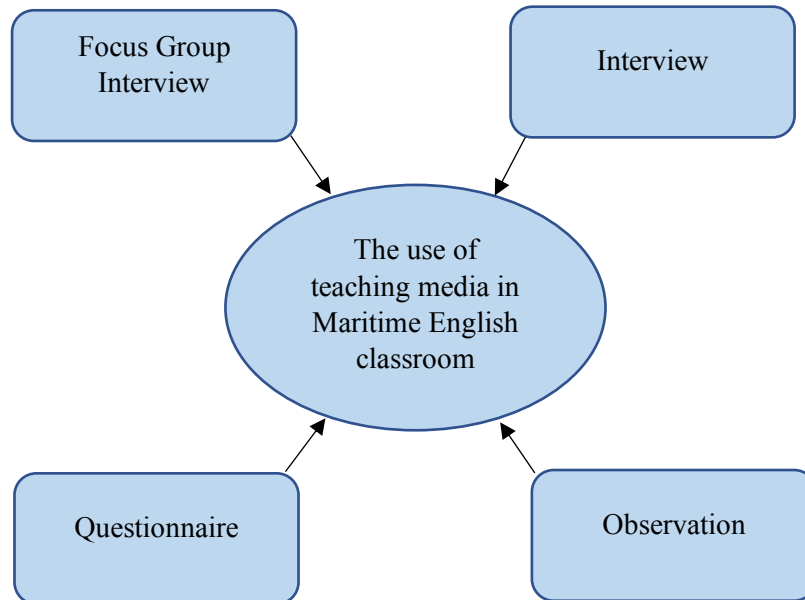 Focus Group
Interview
Interview
The use of
teaching media in
Maritime English
classroom
Questionnaire
Observation